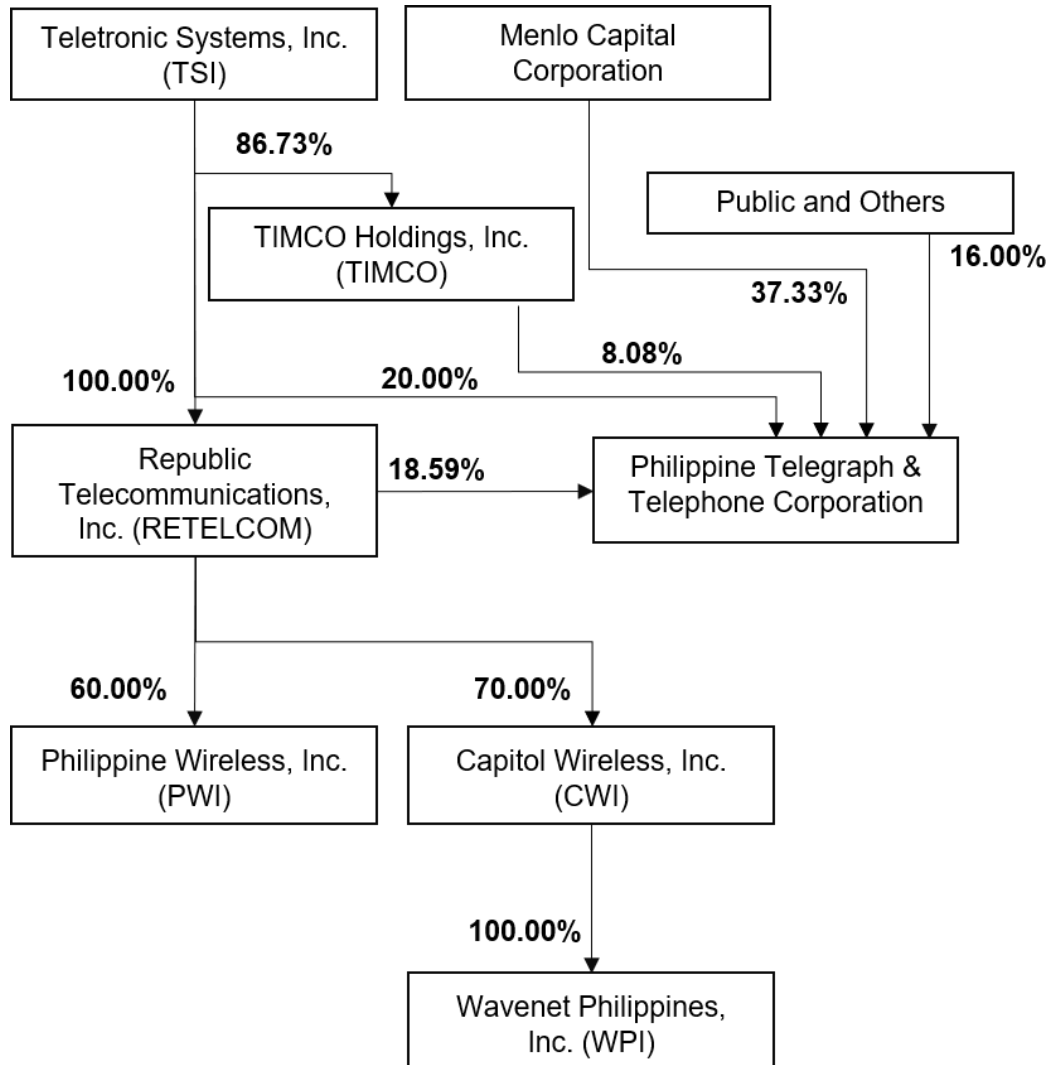 Teletronic Systems, Inc.
(TSI)
Menlo Capital
Corporation
86.73%
Public and Others
TIMCO Holdings, Inc.
(TIMCO)
16.00%
37.33%
8.08%
100.00%
20.00%
Republic
Telecommunications,
Inc. (RETELCOM)
18.59%
Philippine Telegraph &
Telephone Corporation
60.00%
70.00%
Philippine Wireless, Inc.
(PWI)
Capitol Wireless, Inc.
(CWI)
100.00%
Wavenet Philippines,
Inc. (WPI)